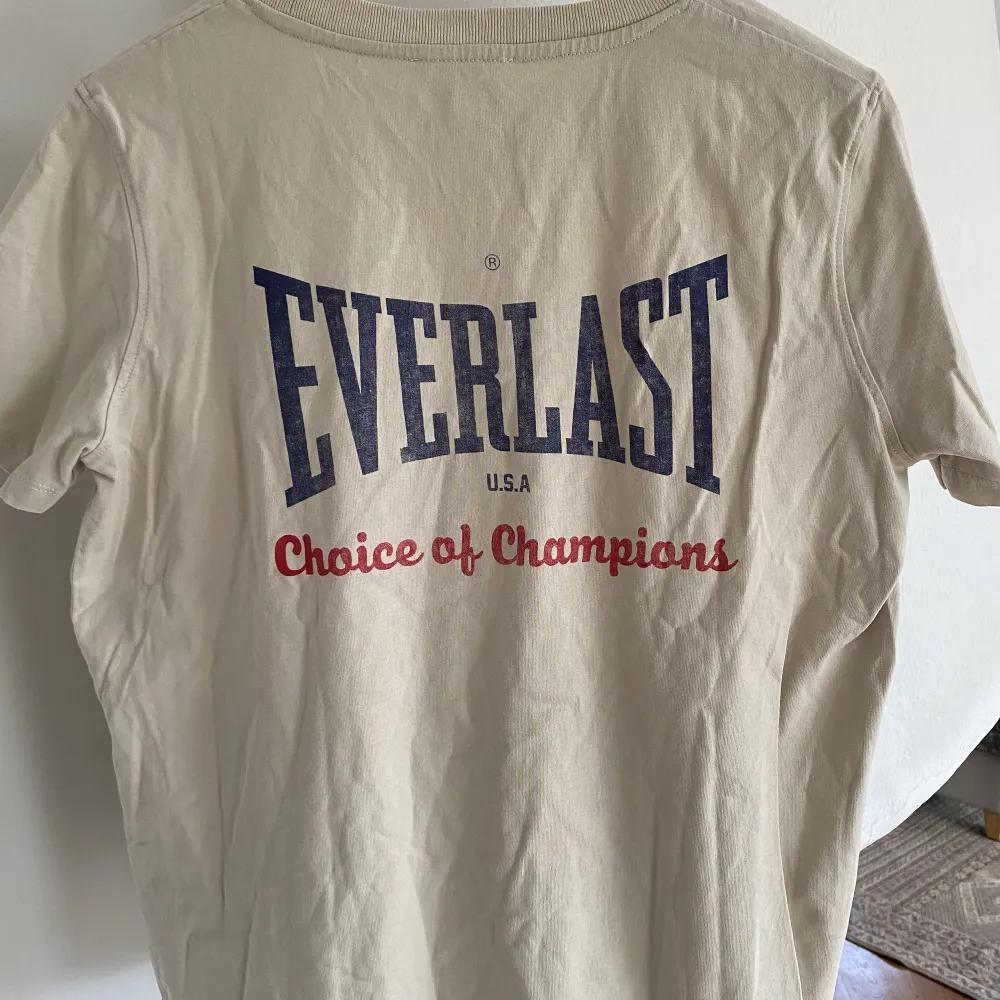 ®
EVERLAST
U.S.A
Choice of Champions